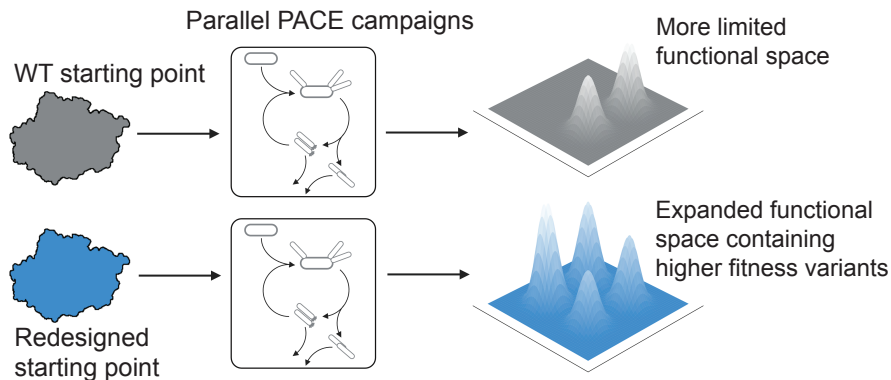 Parallel PACE campaigns
WT starting point
More limited
functional space
Redesigned
starting point
Expanded functional
space containing
higher fitness variants